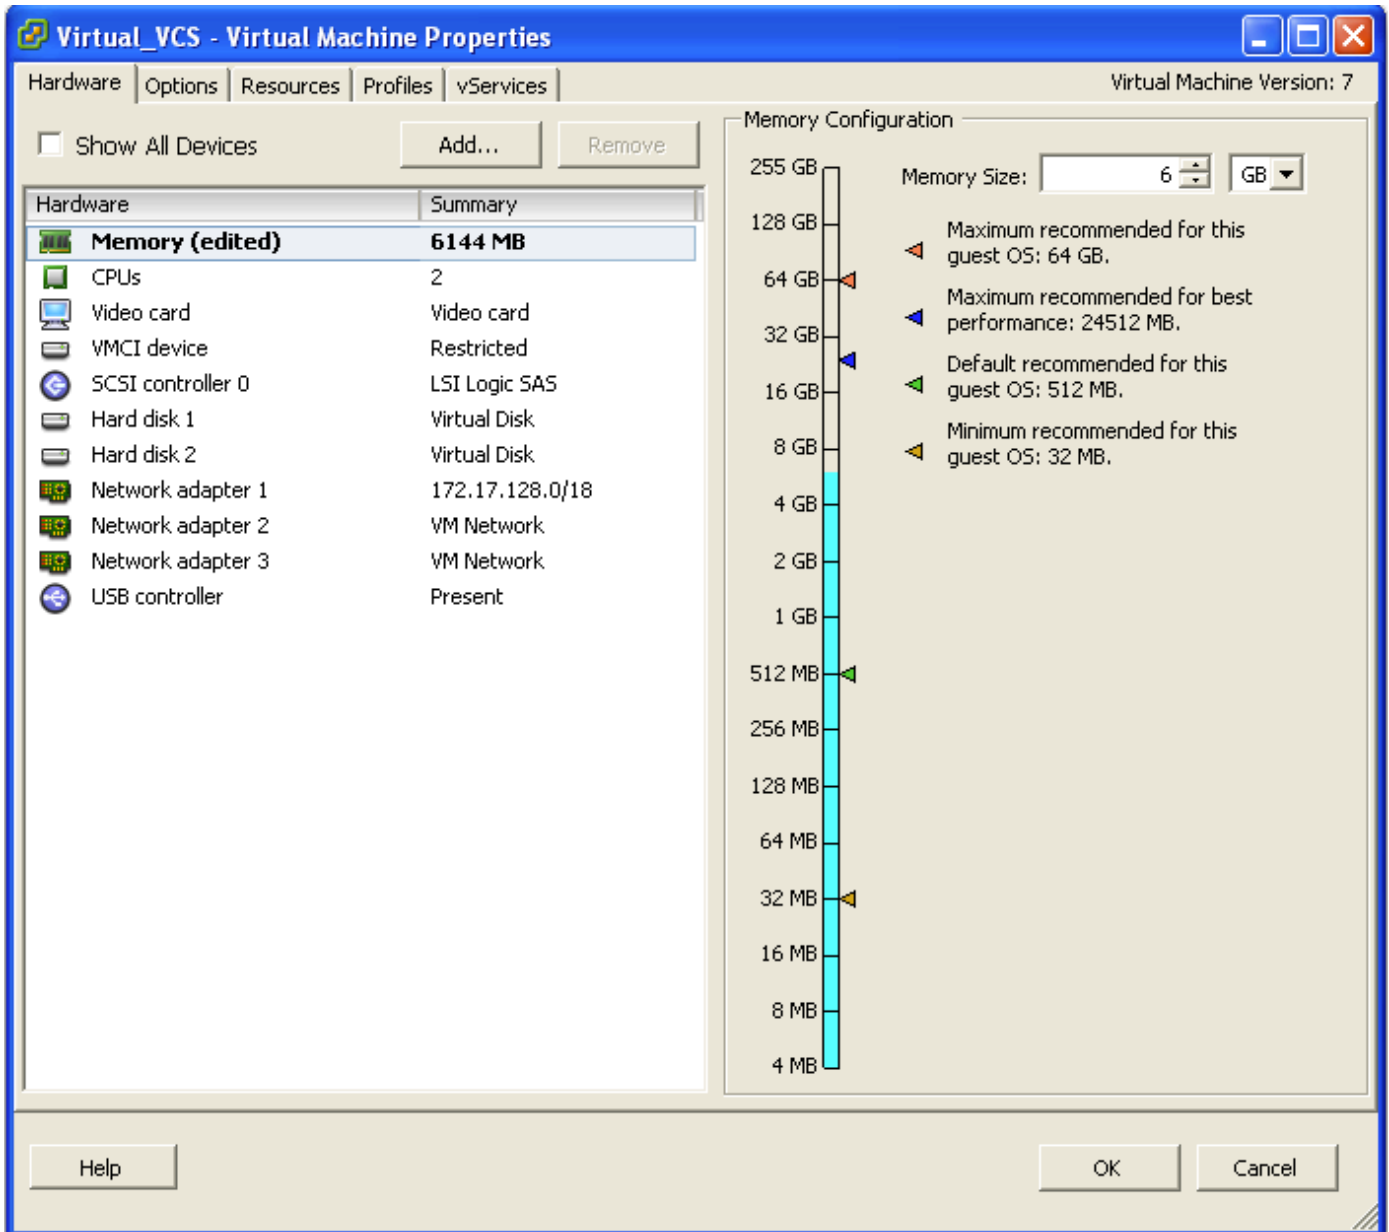 Virtual_VCS - Virtual Machine Properties
Hardware Options Resources Profiles vServices Virtual Machine Version: 7
Show All Devices Add... Remove
Hardware Summary
Memory (edited) 6144 MB
CPUs 2
Video card Video card
VMCI device Restricted
SCSI controller 0 LSI Logic SAS
Hard disk 1 Virtual Disk
Hard disk 2 Virtual Disk
Network adapter 1 172.17.128.0/18
Network adapter 2 VM Network
Network adapter 3 VM Network
USB controller Present
Memory Configuration
255 GB
128 GB
64 GB
32 GB
16 GB
8 GB
4 GB
2 GB
1 GB
512 MB
256 MB
128 MB
64 MB
32 MB
16 MB
8 MB
4 MB
Memory Size: 6 GB
Maximum recommended for this
guest OS: 64 GB.
Maximum recommended for best
performance: 24512 MB.
Default recommended for this
guest OS: 512 MB.
Minimum recommended for this
guest OS: 32 MB.
Help OK Cancel